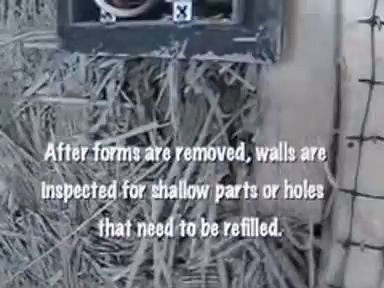 After forms are removed, walls are
inspected for shallow parts or holes
that need to be refilled.